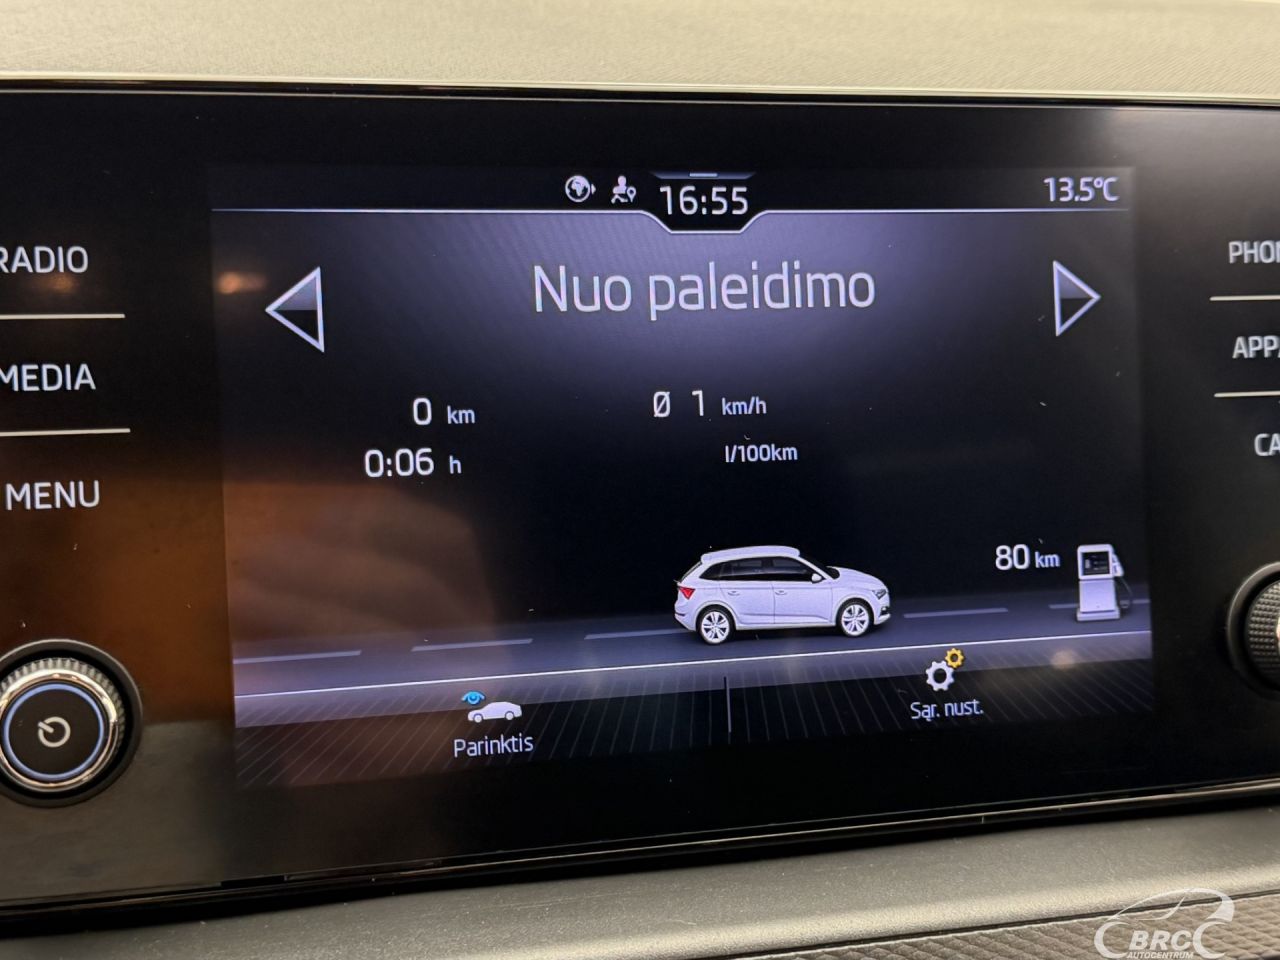 16:55
13.5°C
RADIO
MEDIA
MENU
Nuo paleidimo
0 km
Ø 1 km/h
0:06 h
l/100km
80 km
Parinktis
Sąr. nust.
PHON
APP
CA
BRC
AUTOCENTRUM